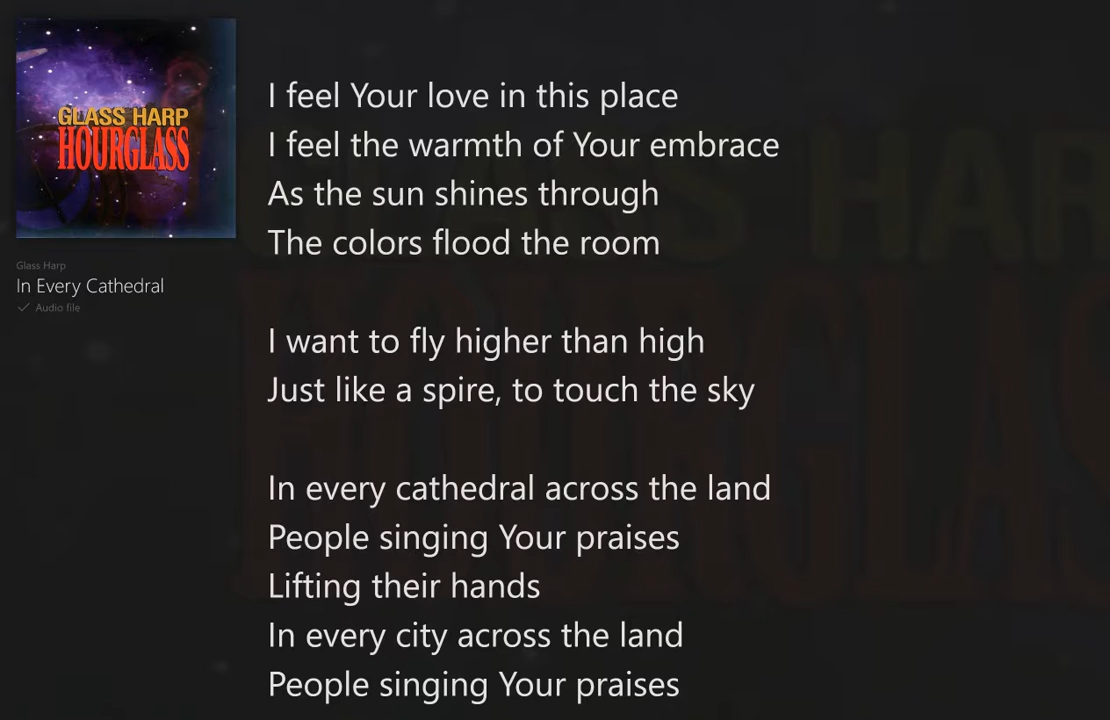 GLASS HARP
HOURGLASS
Glass Harp
In Every Cathedral
Audio file
I feel Your love in this place
I feel the warmth of Your embrace
As the sun shines through
The colors flood the room
I want to fly higher than high
Just like a spire, to touch the sky
In every cathedral across the land
People singing Your praises
Lifting their hands
In every city across the land
People singing Your praises